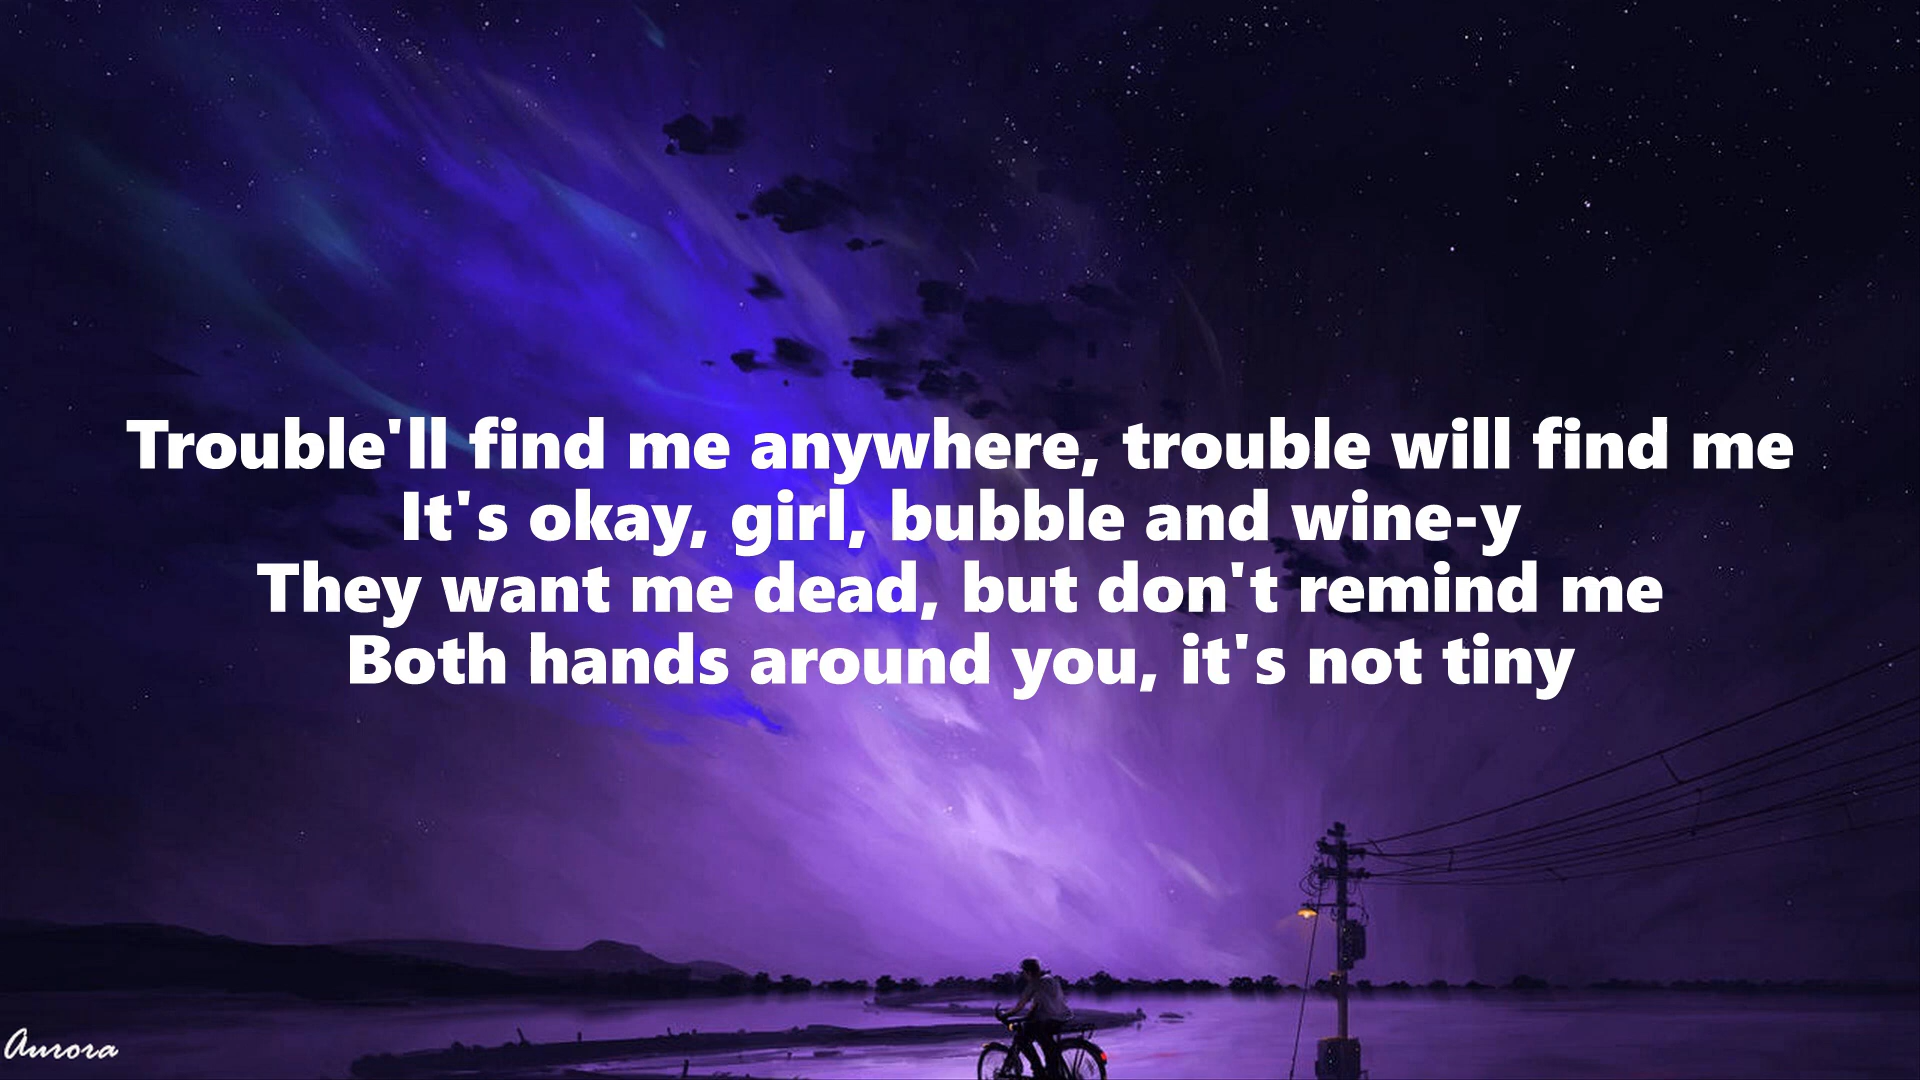 Trouble'll find me anywhere, trouble will find me
It's okay, girl, bubble and wine-y
They want me dead, but don't remind me
Both hands around you, it's not tiny
Aurora